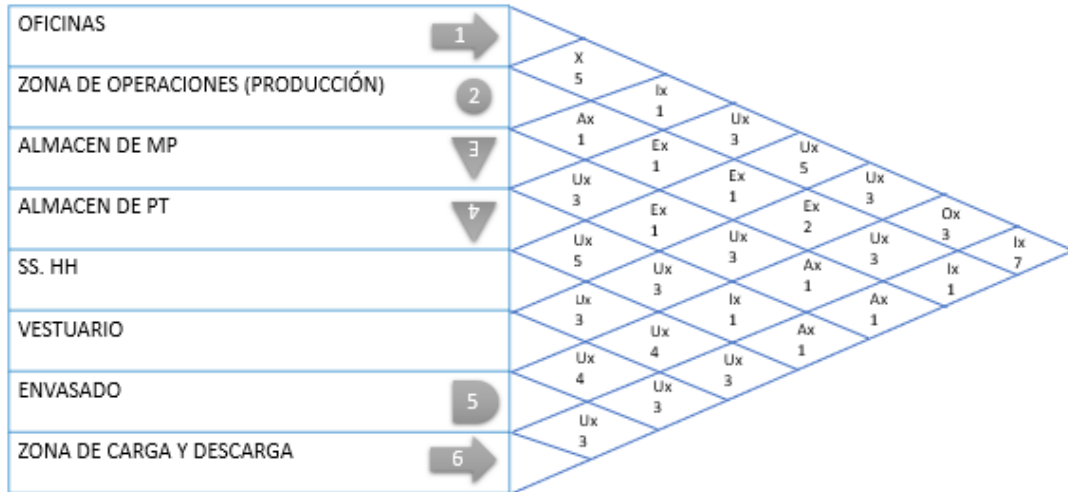 OFICINAS
1
ZONA DE OPERACIONES (PRODUCCIÓN)
2
ALMACEN DE MP
3
ALMACEN DE PT
4
SS. HH
VESTUARIO
ENVASADO
5
ZONA DE CARGA Y DESCARGA
6
X
5
Ix
1
Ax
1
Ux
3
Ex
1
Ux
5
Ux
3
Ex
1
Ux
3
Ex
1
Ex
2
Ox
3
Ux
5
Ux
3
Ux
3
Ix
7
Ux
3
Ax
1
Ix
1
Ux
3
Ix
1
Ax
1
Ux
4
Ax
1
Ux
4
Ux
3
Ux
3
Ux
3